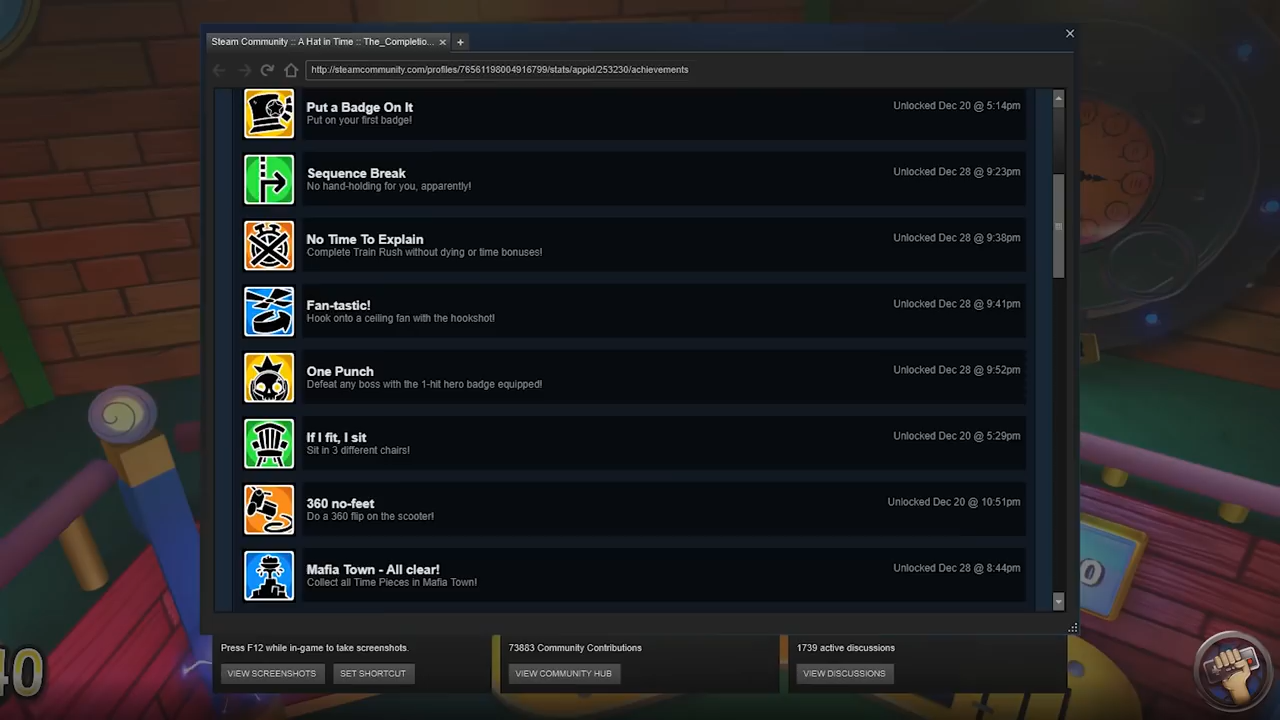 Steam Community :: A Hat in Time :: The_Completio...
http://steamcommunity.com/profiles/76561198004916799/stats/appid/253230/achievements
Put a Badge On It
Put on your first badge!
Unlocked Dec 20 @ 5:14pm
Sequence Break
No hand-holding for you, apparently!
Unlocked Dec 28 @ 9:23pm
No Time To Explain
Complete Train Rush without dying or time bonuses!
Unlocked Dec 28 @ 9:38pm
Fan-tastic!
Hook onto a ceiling fan with the hookshot!
Unlocked Dec 28 @ 9:41pm
One Punch
Defeat any boss with the 1-hit hero badge equipped!
Unlocked Dec 28 @ 9:52pm
If I fit, I sit
Sit in 3 different chairs!
Unlocked Dec 20 @ 5:29pm
360 no-feet
Do a 360 flip on the scooter!
Unlocked Dec 20 @ 10:51pm
Mafia Town - All clear!
Collect all Time Pieces in Mafia Town!
Unlocked Dec 28 @ 8:44pm
Press F12 while in-game to take screenshots.
VIEW SCREENSHOTS
SET SHORTCUT
73883 Community Contributions
VIEW COMMUNITY HUB
1739 active discussions
VIEW DISCUSSIONS
40